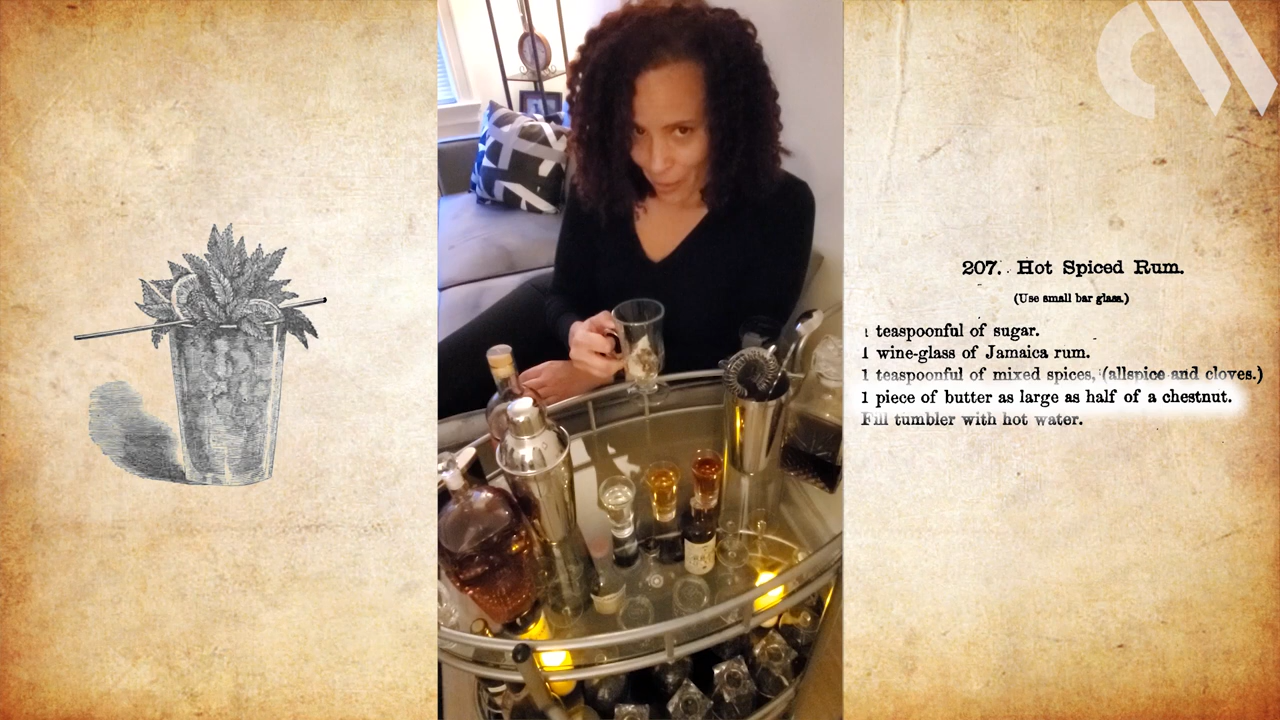 207. Hot Spiced Rum.
(Use small bar glass.)
1 teaspoonful of sugar.
1 wine-glass of Jamaica rum.
1 teaspoonful of mixed spices, (allspice and cloves.)
1 piece of butter as large as half of a chestnut.
Fill tumbler with hot water.